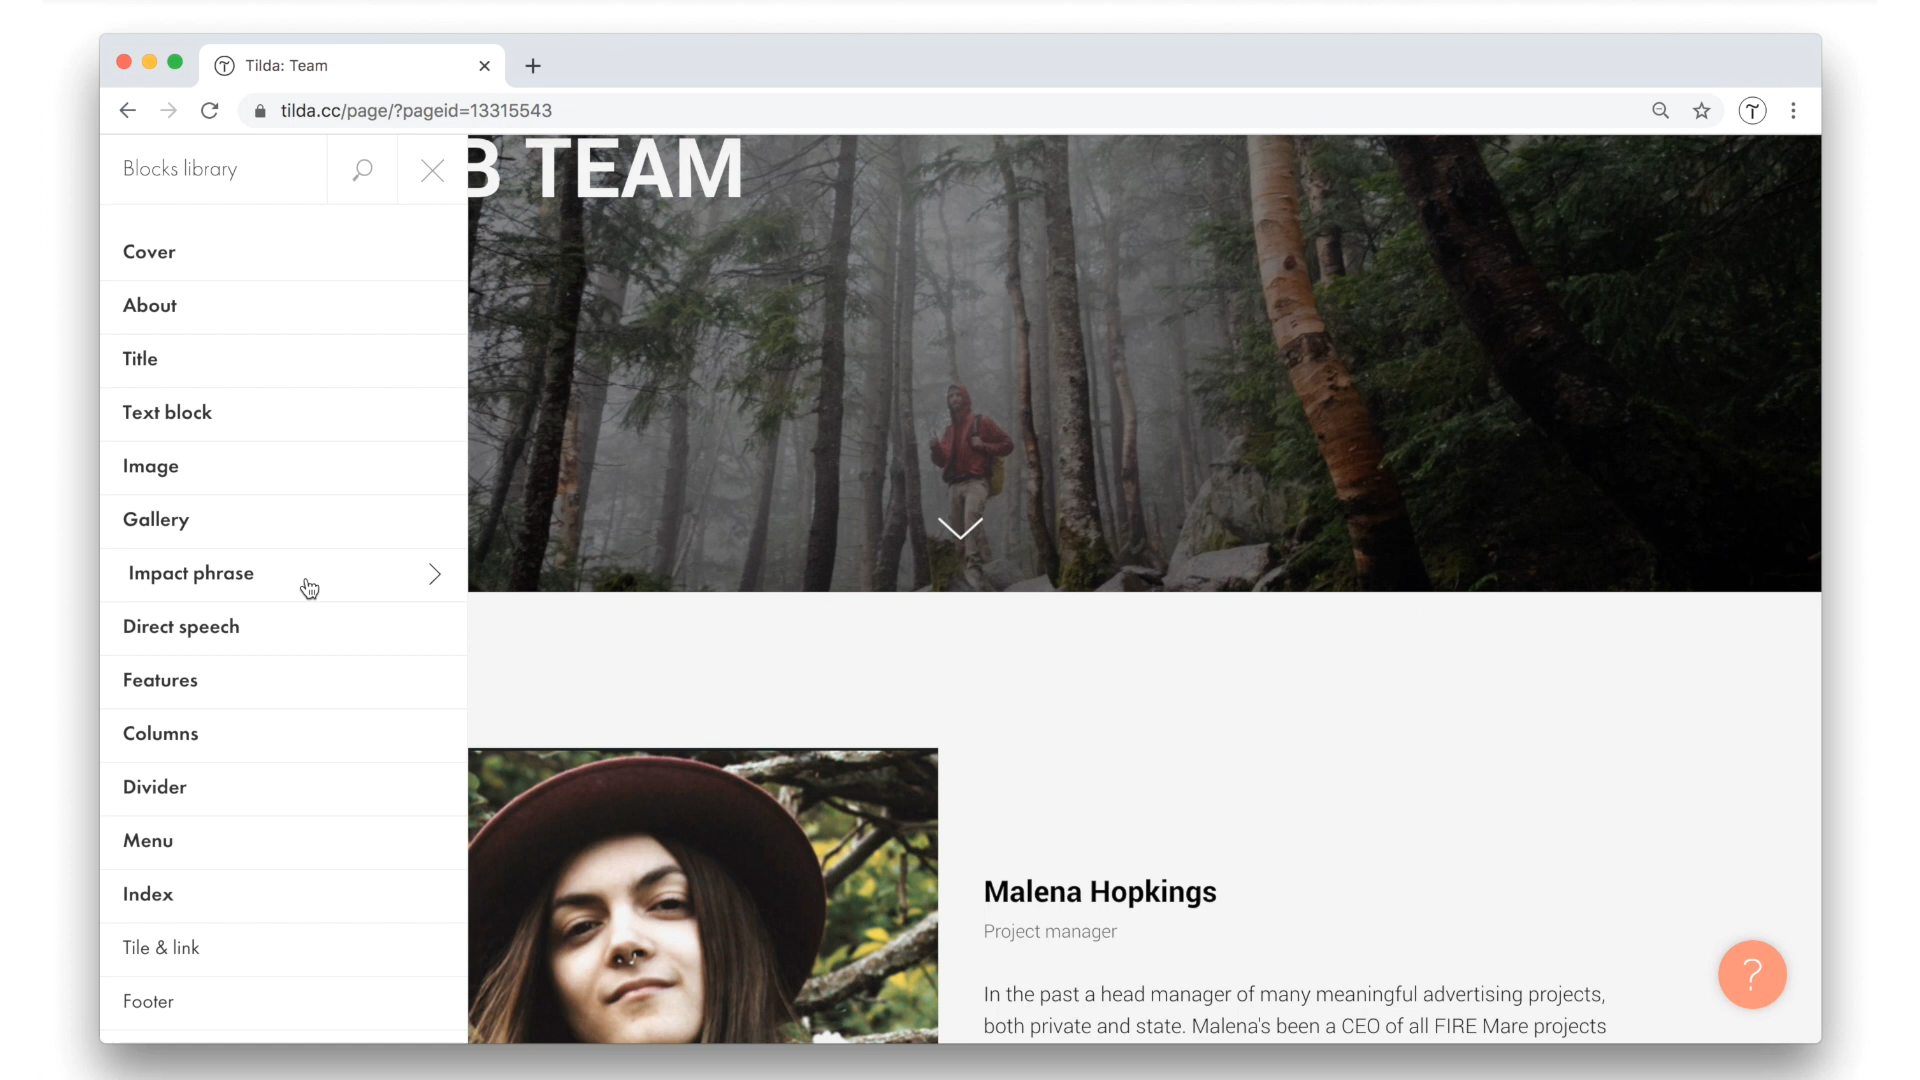 Tilda: Team
tilda.cc/page/?pageid=13315543
Blocks library
B TEAM
Cover
About
Title
Text block
Image
Gallery
Impact phrase
Direct speech
Features
Columns
Divider
Menu
Index
Tile & link
Footer
Malena Hopkings
Project manager
In the past a head manager of many meaningful advertising projects,
both private and state. Malena's been a CEO of all FIRE Mare projects
?